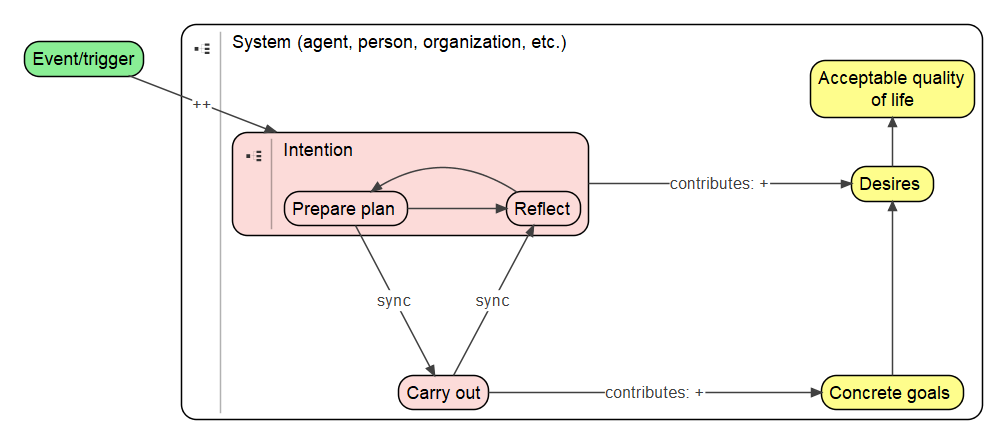 System (agent, person, organization, etc.)
Event/trigger
Acceptable quality
of life
++
Intention
contributes: +
Desires
Prepare plan
Reflect
sync
sync
Carry out
contributes: +
Concrete goals